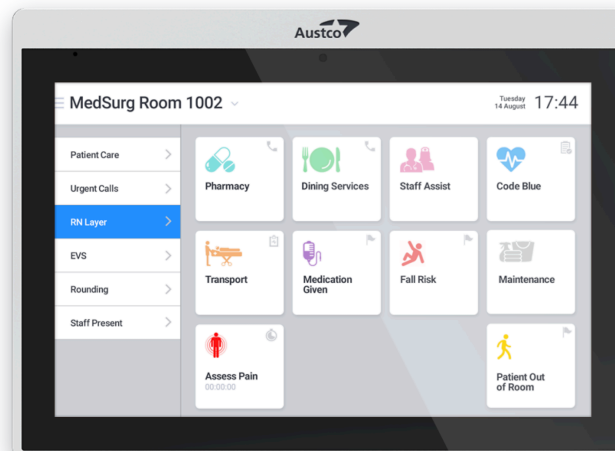 Austco
MedSurg Room 1002
Tuesday
14 August
17:44
Patient Care
Urgent Calls
RN Layer
EVS
Rounding
Staff Present
Pharmacy
Dining Services
Staff Assist
Code Blue
Transport
Medication
Given
Fall Risk
Maintenance
Assess Pain
00:00:00
Patient Out
of Room